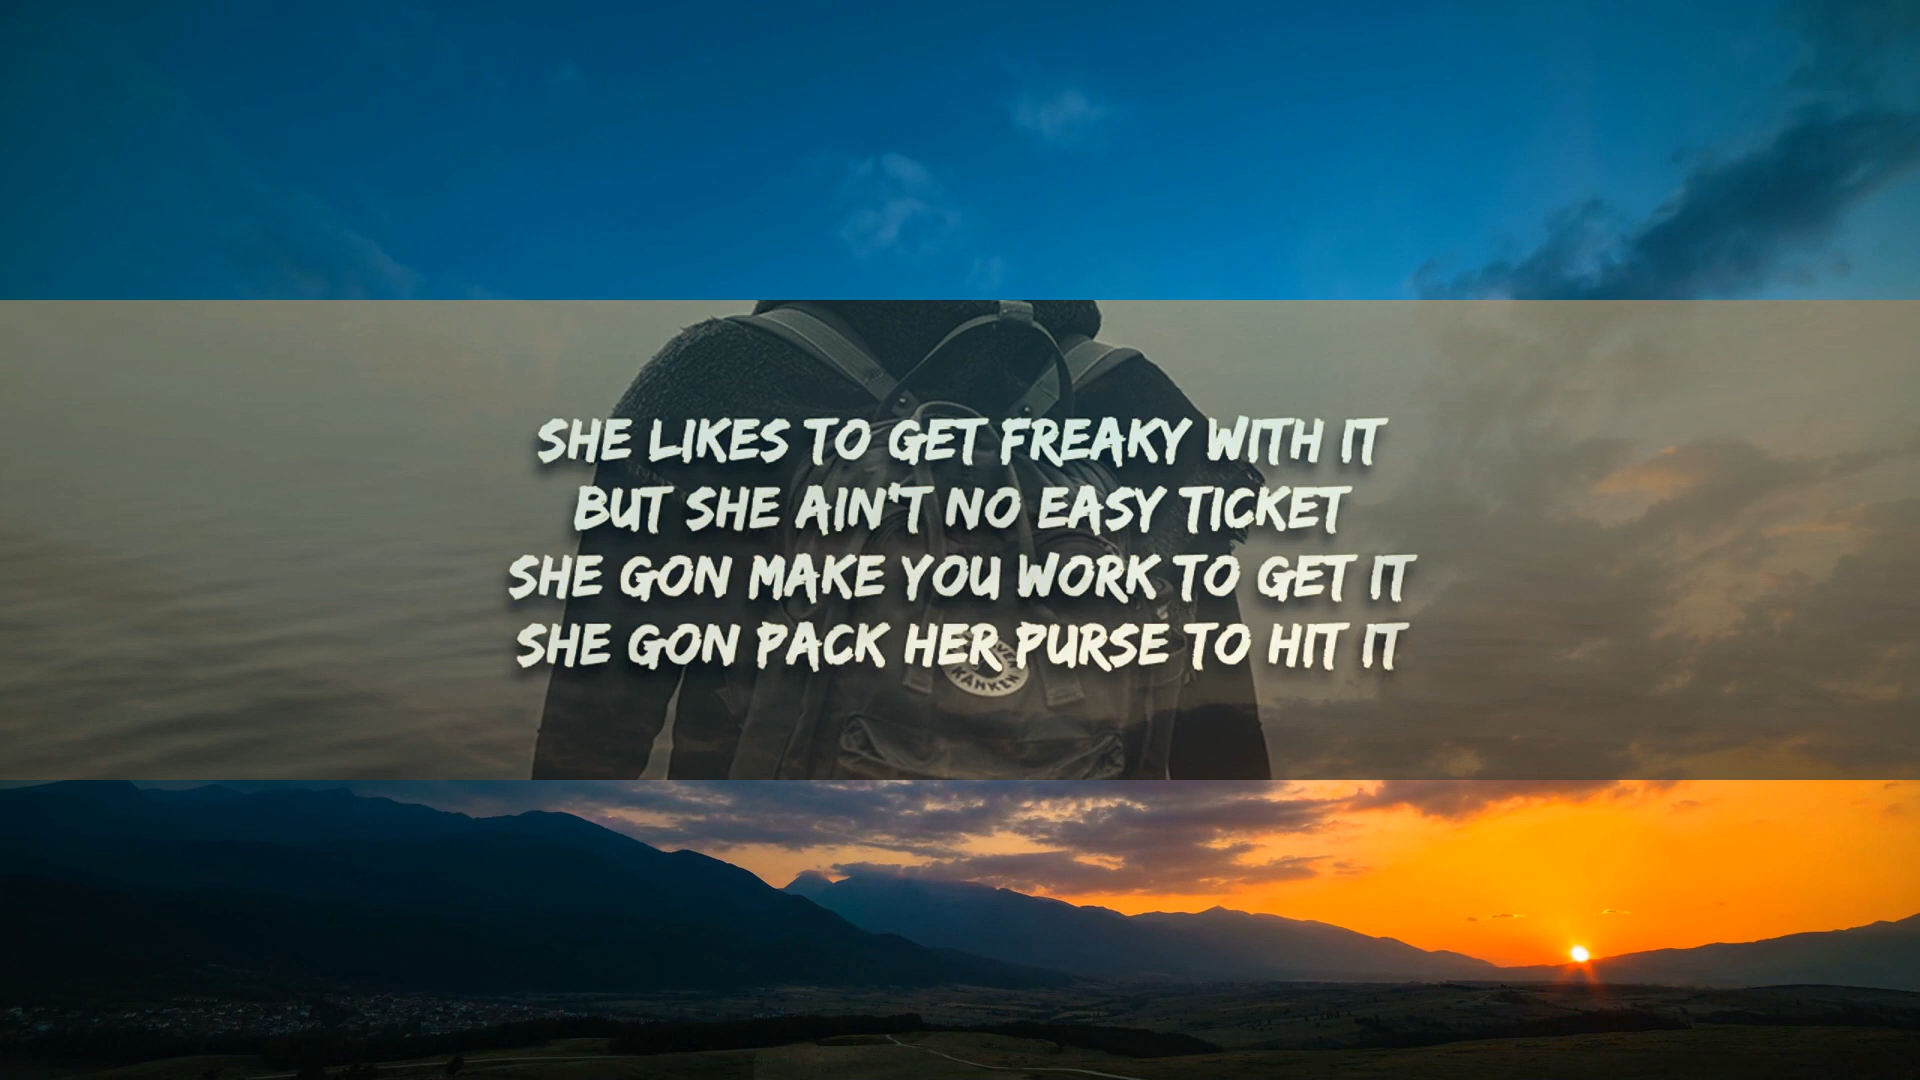 SHE LIKES TO GET FREAKY WITH IT
BUT SHE AIN'T NO EASY TICKET
SHE GON MAKE YOU WORK TO GET IT
SHE GON PACK HER PURSE TO HIT IT
KANKEN